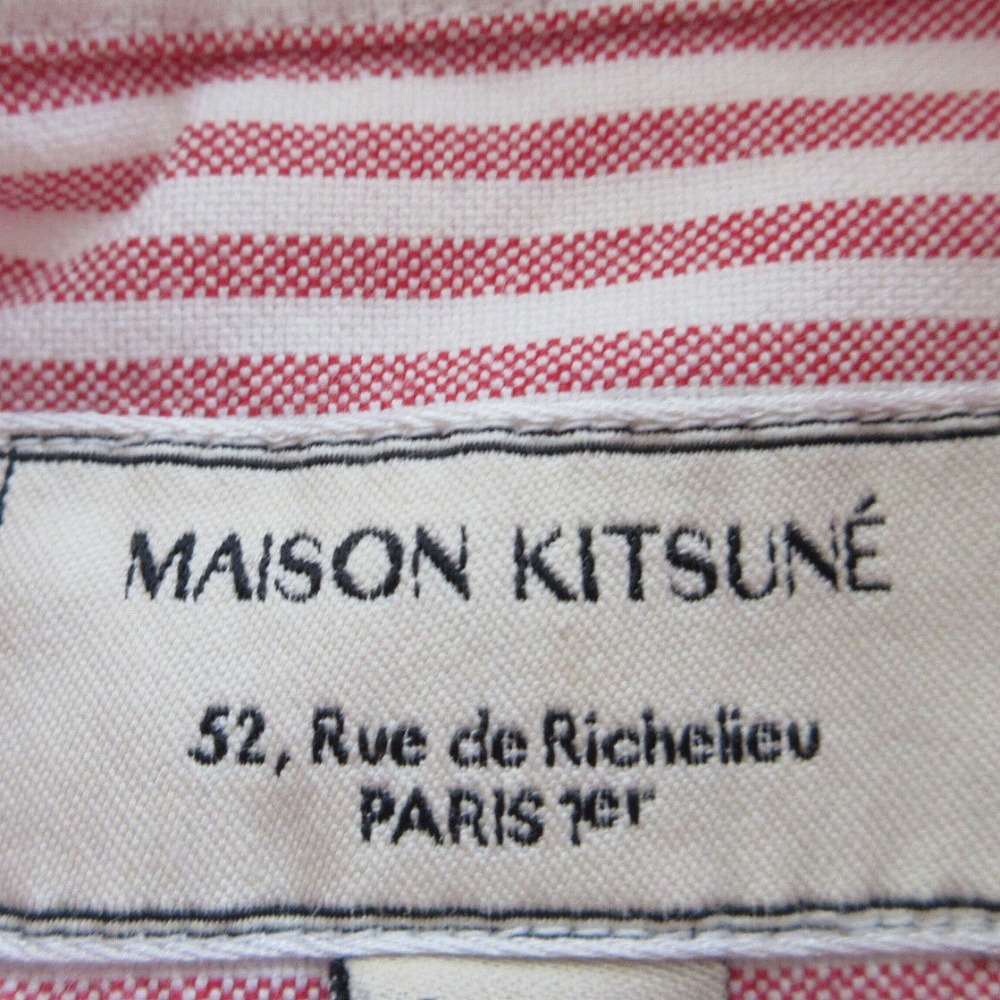 MAISON KITSUNÉ
52, Rue de Richelieu
PARIS 1er